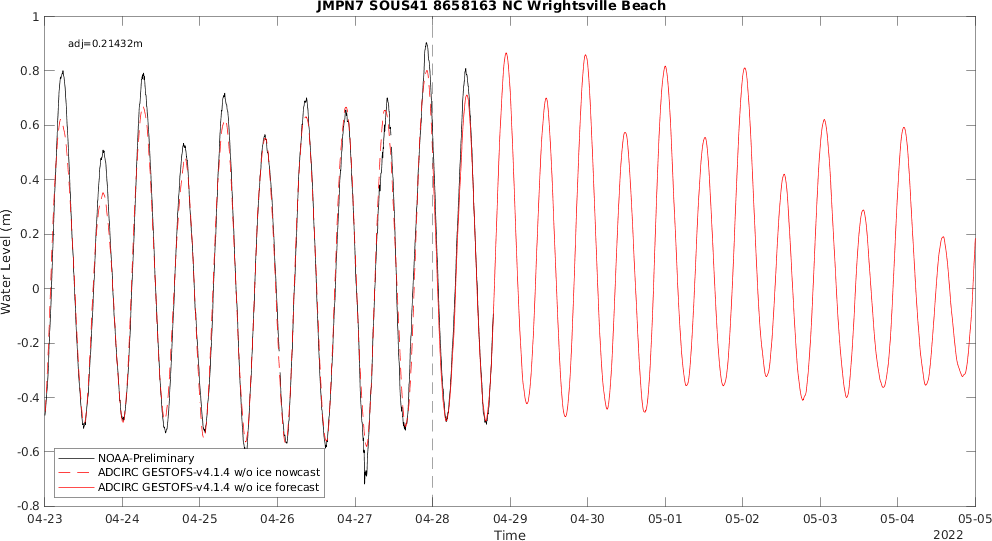 JMPN7 SOUS41 8658163 NC Wrightsville Beach
adj=0.21432m
1
0.8
0.6
0.4
0.2
0
-0.2
-0.4
-0.6
-0.8
Water Level (m)
NOAA-Preliminary
ADCIRC GESTOFS-v4.1.4 w/o ice nowcast
ADCIRC GESTOFS-v4.1.4 w/o ice forecast
04-23 04-24 04-25 04-26 04-27 04-28 04-29 04-30 05-01 05-02 05-03 05-04 05-05
Time
2022